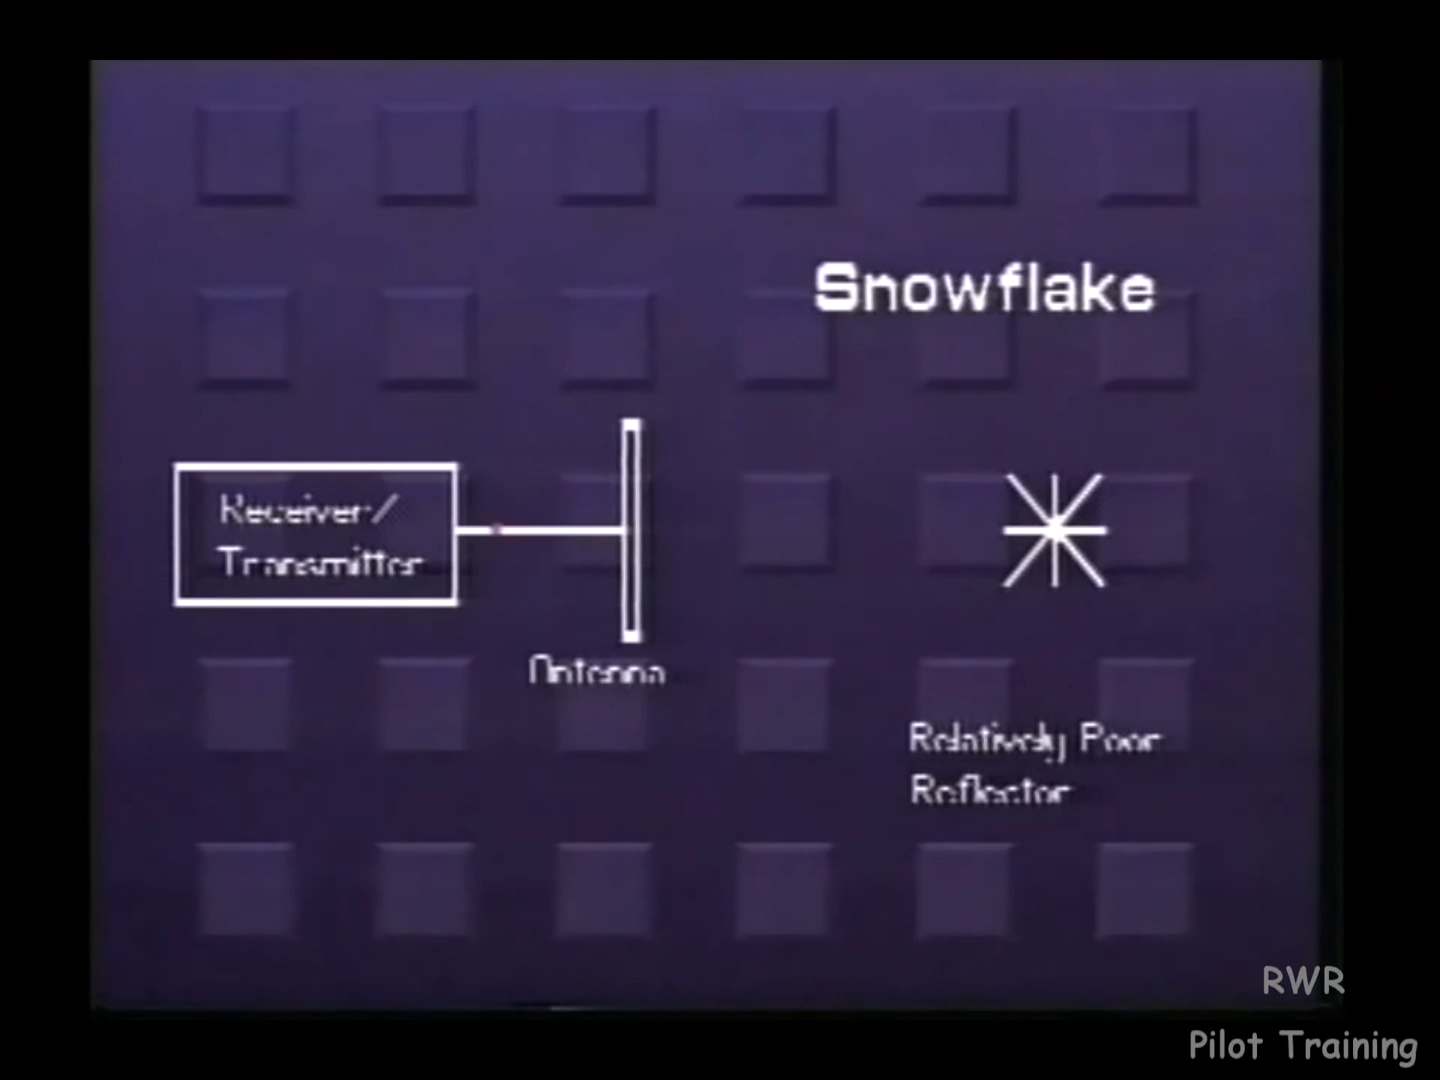 Snowflake
Receiver/
Transmitter
Antenna
Relatively Poor
Reflector
RWR
Pilot Training